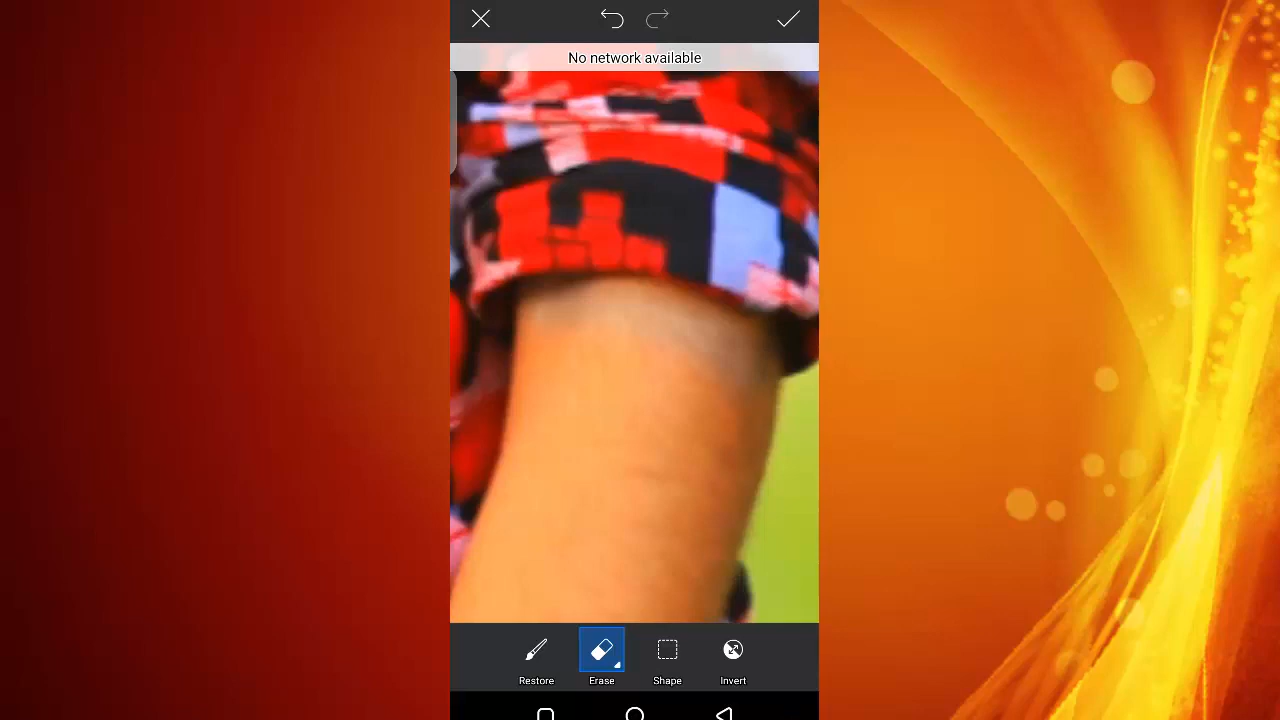 No network available
Restore
Erase
Shape
Invert